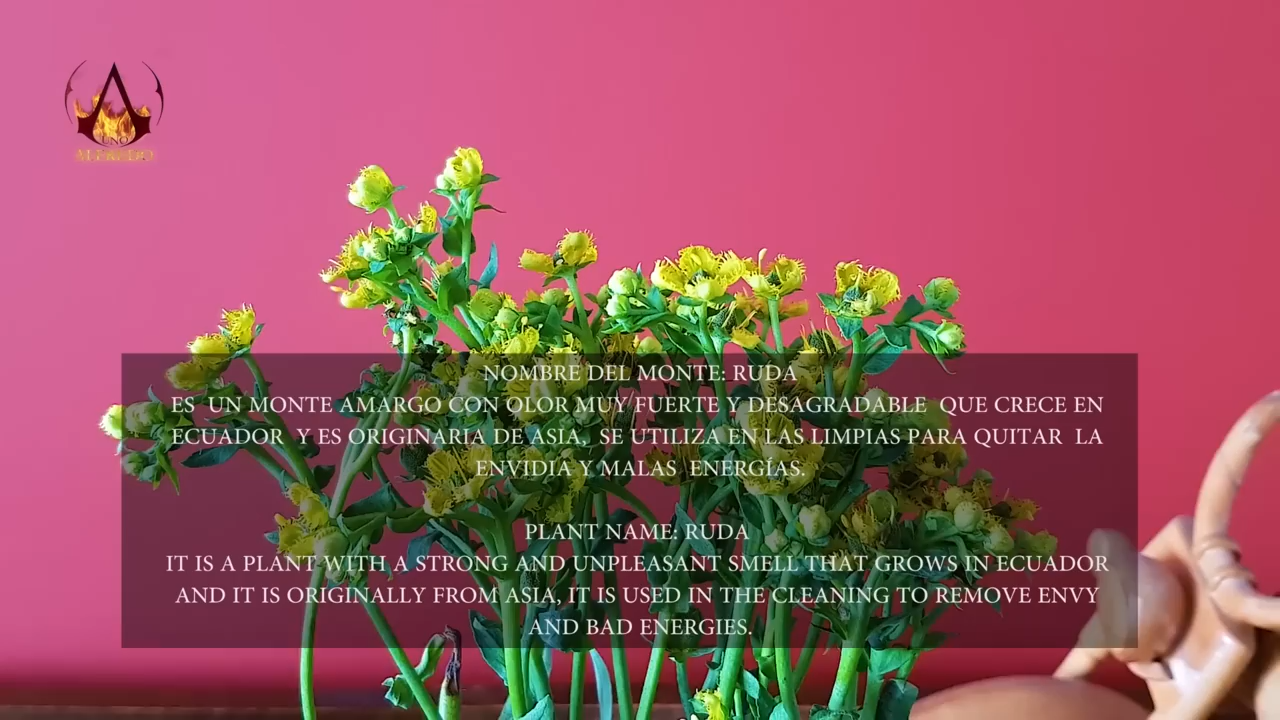 UNO
ALFREDO
NOMBRE DEL MONTE: RUDA
ES UN MONTE AMARGO CON OLOR MUY FUERTE Y DESAGRADABLE QUE CRECE EN
ECUADOR Y ES ORIGINARIA DE ASIA, SE UTILIZA EN LAS LIMPIAS PARA QUITAR LA
ENVIDIA Y MALAS ENERGÍAS.
PLANT NAME: RUDA
IT IS A PLANT WITH A STRONG AND UNPLEASANT SMELL THAT GROWS IN ECUADOR
AND IT IS ORIGINALLY FROM ASIA, IT IS USED IN THE CLEANING TO REMOVE ENVY
AND BAD ENERGIES.